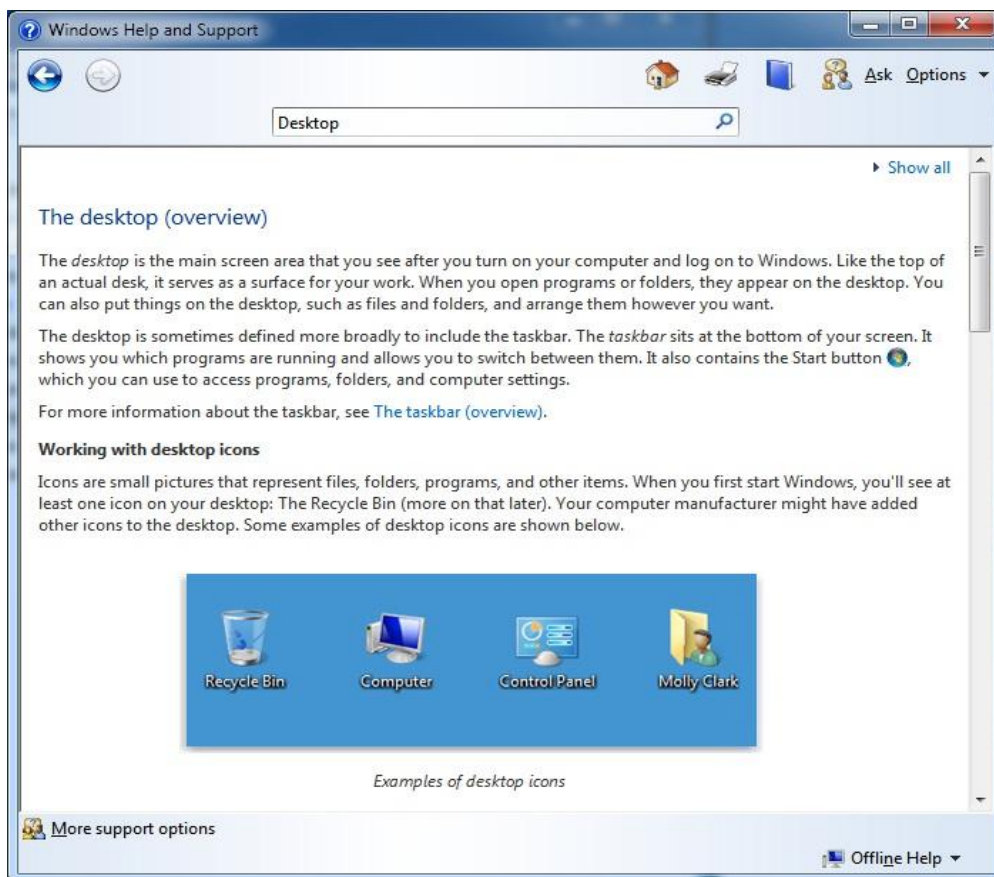 Windows Help and Support
Ask Options
Desktop
Show all
The desktop (overview)
The desktop is the main screen area that you see after you turn on your computer and log on to Windows. Like the top of
an actual desk, it serves as a surface for your work. When you open programs or folders, they appear on the desktop. You
can also put things on the desktop, such as files and folders, and arrange them however you want.
The desktop is sometimes defined more broadly to include the taskbar. The taskbar sits at the bottom of your screen. It
shows you which programs are running and allows you to switch between them. It also contains the Start button ,
which you can use to access programs, folders, and computer settings.
For more information about the taskbar, see The taskbar (overview).
Working with desktop icons
Icons are small pictures that represent files, folders, programs, and other items. When you first start Windows, you'll see at
least one icon on your desktop: The Recycle Bin (more on that later). Your computer manufacturer might have added
other icons to the desktop. Some examples of desktop icons are shown below.
Recycle Bin Computer Control Panel Molly Clark
Examples of desktop icons
More support options
Offline Help